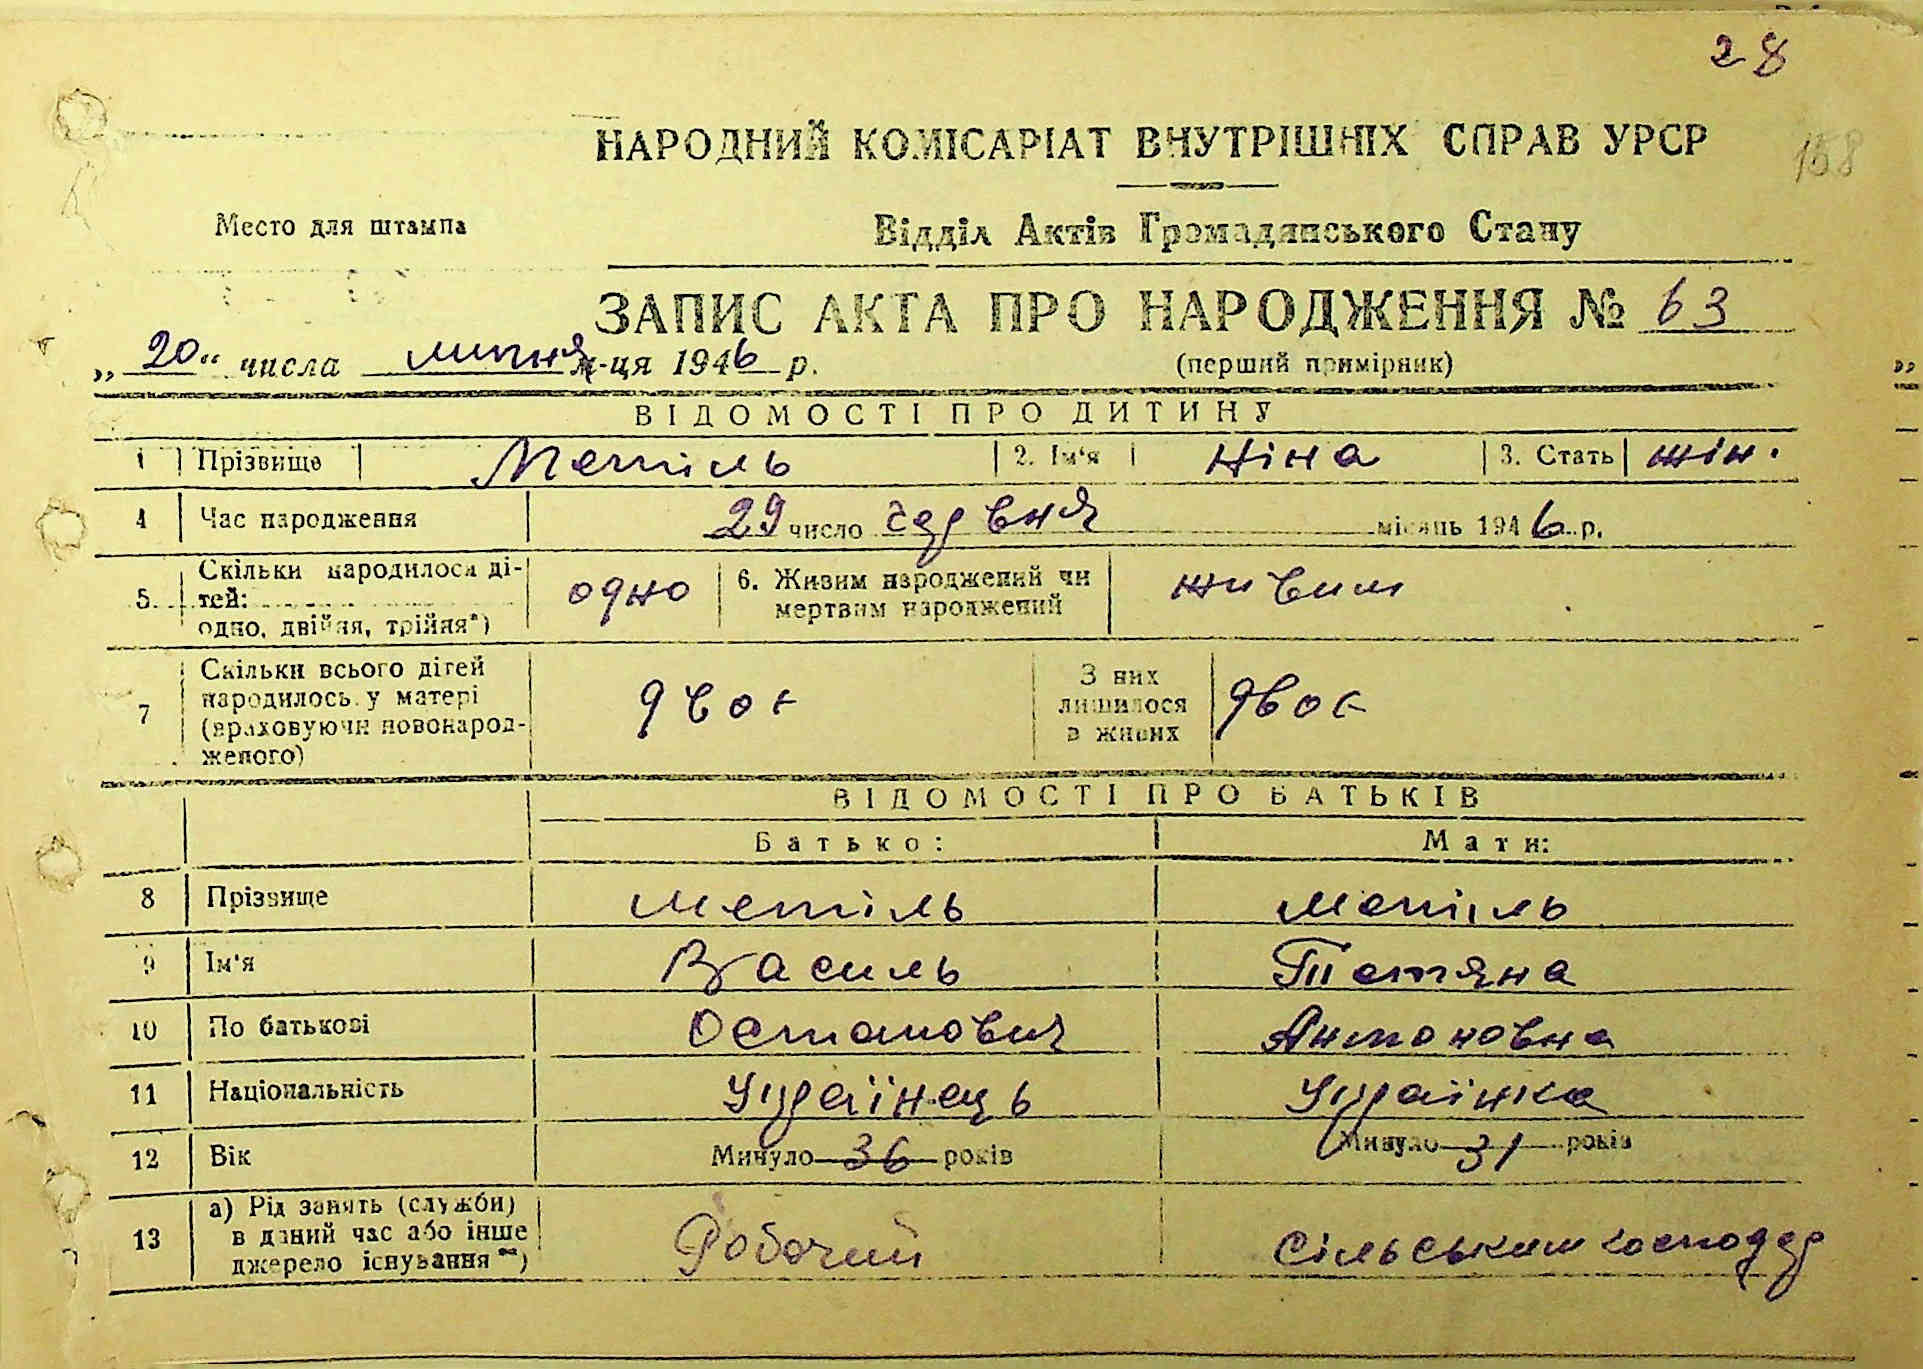 28
НАРОДНИЙ КОМІСАРІАТ ВНУТРІШНІХ СПРАВ УРСР
158
Место для штампа
Відділ Актів Громадянського Стану
ЗАПИС АКТА ПРО НАРОДЖЕННЯ № 63
„20“ числа липня м-ця 1946 р.
(перший примірник)
ВІДОМОСТІ ПРО ДИТИНУ
1 Прізвище Метіль 2. Ім‘я Ніна 3. Стать жін.
4 Час народження 29 число червня місяць 1946 р.
5. Скільки народилося ді-
тей:
одно, двійня, трійня*)
одно
6. Живим народжений чи
мертвим народжений
живим
7 Скільки всього дітей
народилось у матері
(враховуючи новонарод-
женого)
двоє
З них
лишилося
в живих
двоє
ВІДОМОСТІ ПРО БАТЬКІВ
Батько: Мати:
8 Прізвище Метіль Метіль
9 Ім‘я Василь Тетяна
10 По батькові Остапович Антоновна
11 Національність Українець Українка
12 Вік Минуло 36 років Минуло 31 років
13 а) Рід занять (служби)
в даний час або інше
джерело існування **)
Робочий
сільським господар